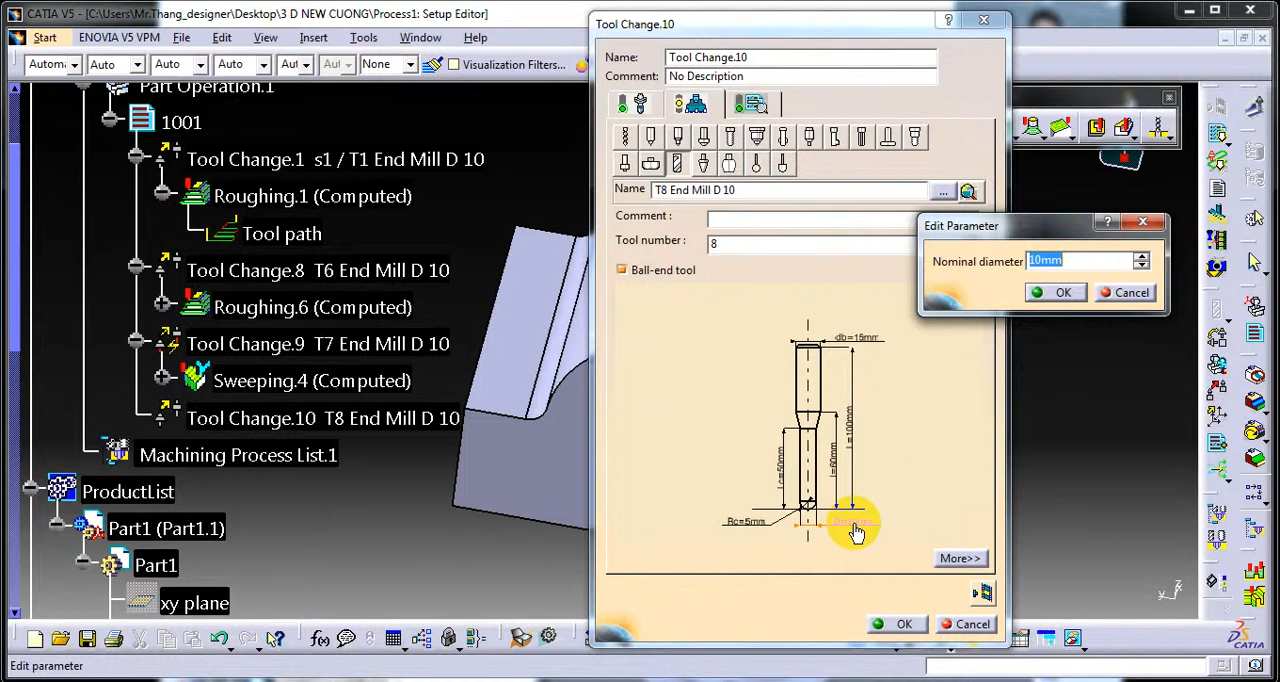 CATIA V5 - [C:\Users\Mr.Thang_designer\Desktop\3 D NEW CUONG\Process1: Setup Editor]
Start ENOVIA V5 VPM File Edit View Insert Tools Window Help
Autom Auto Auto Auto Aut Aut None Visualization Filters...
Part Operation.1
1001
Tool Change.1 s1 / T1 End Mill D 10
Roughing.1 (Computed)
Tool path
Tool Change.8 T6 End Mill D 10
Roughing.6 (Computed)
Tool Change.9 T7 End Mill D 10
Sweeping.4 (Computed)
Tool Change.10 T8 End Mill D 10
Machining Process List.1
ProductList
Part1 (Part1.1)
Part1
xy plane
Tool Change.10
Name: Tool Change.10
Comment: No Description
Name T8 End Mill D 10 ...
Comment :
Tool number : 8
Ball-end tool
db=15mm
L=100mm
Lc=50mm
l=60mm
Rc=5mm
More>>
OK Cancel
Edit Parameter
Nominal diameter 10mm
OK Cancel
CATIA
Edit parameter